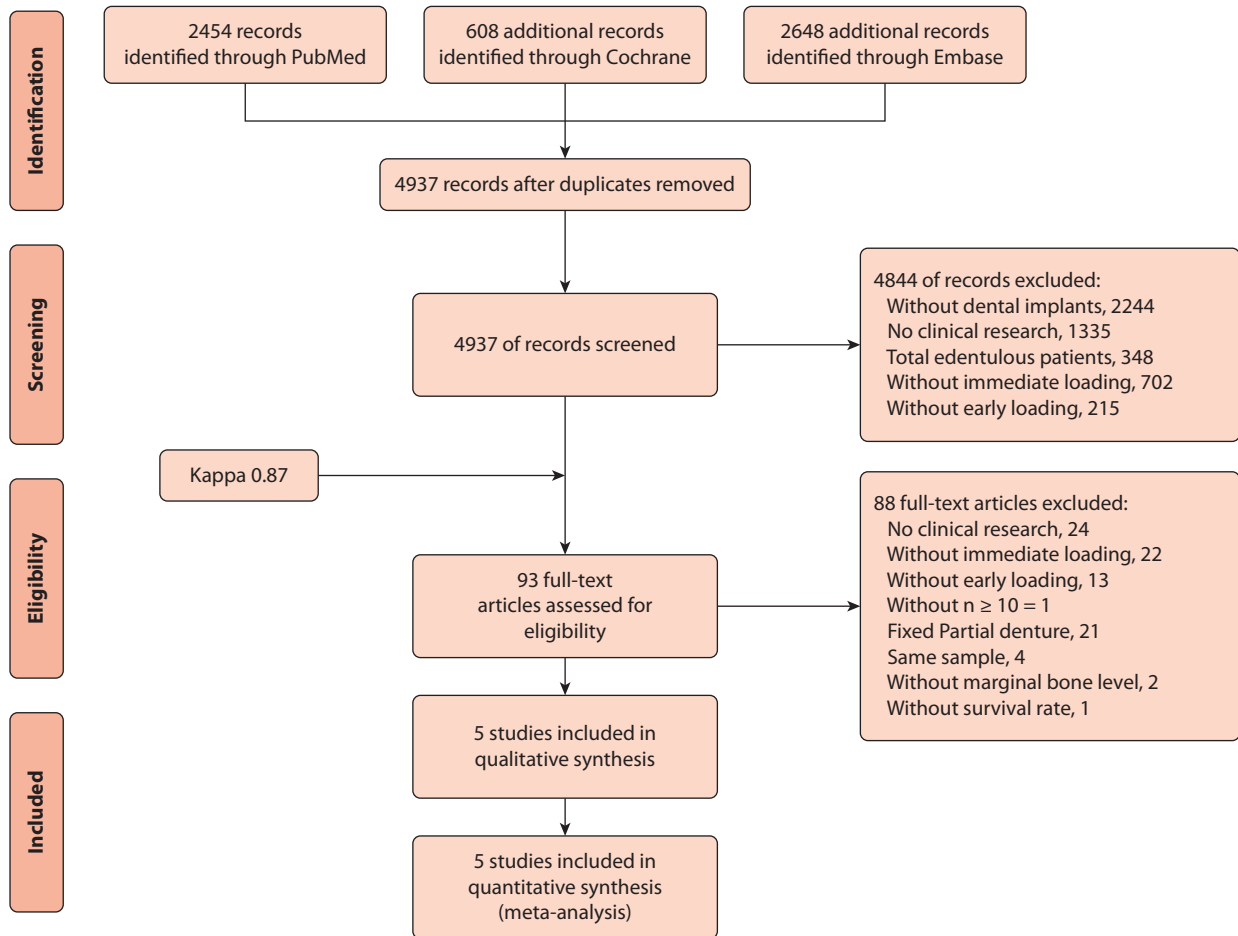 Identification
2454 records
identified through PubMed
608 additional records
identified through Cochrane
2648 additional records
identified through Embase
4937 records after duplicates removed
Screening
4937 of records screened
4844 of records excluded:
Without dental implants, 2244
No clinical research, 1335
Total edentulous patients, 348
Without immediate loading, 702
Without early loading, 215
Kappa 0.87
Eligibility
93 full-text
articles assessed for
eligibility
88 full-text articles excluded:
No clinical research, 24
Without immediate loading, 22
Without early loading, 13
Without n ≥ 10 = 1
Fixed Partial denture, 21
Same sample, 4
Without marginal bone level, 2
Without survival rate, 1
Included
5 studies included in
qualitative synthesis
5 studies included in
quantitative synthesis
(meta-analysis)